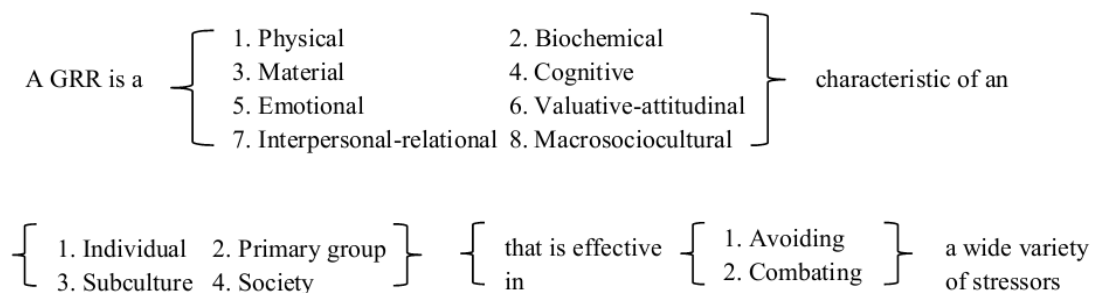 1. Physical 2. Biochemical
A GRR is a 3. Material 4. Cognitive characteristic of an
5. Emotional 6. Valuative-attitudinal
7. Interpersonal-relational 8. Macrosociocultural
1. Individual 2. Primary group that is effective 1. Avoiding a wide variety
3. Subculture 4. Society in 2. Combating of stressors